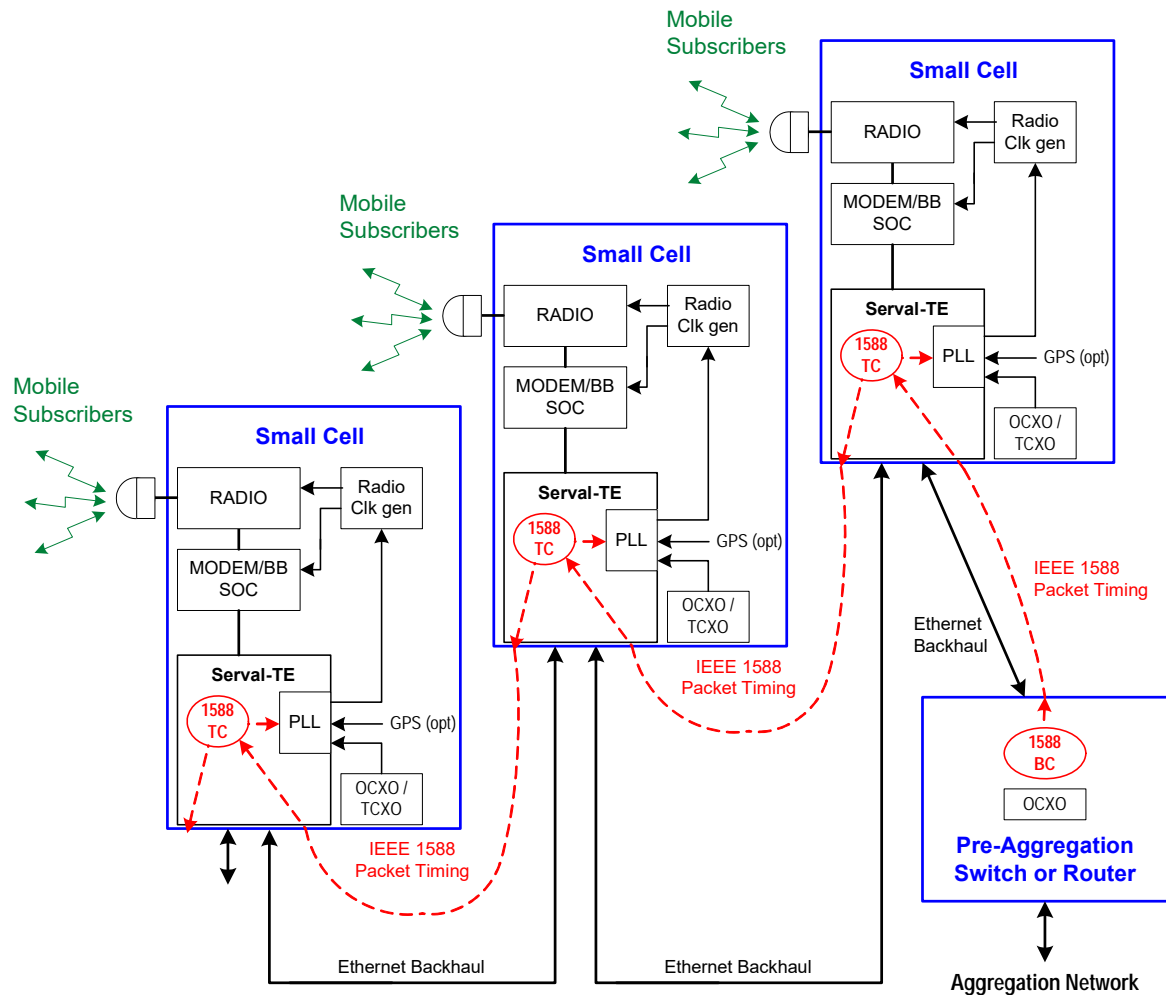 Mobile
Subscribers
Small Cell
RADIO
Radio
Clk gen
MODEM/BB
SOC
Serval-TE
1588
TC
PLL
GPS (opt)
OCXO /
TCXO
Mobile
Subscribers
Small Cell
RADIO
Radio
Clk gen
MODEM/BB
SOC
Serval-TE
1588
TC
PLL
GPS (opt)
OCXO /
TCXO
IEEE 1588
Packet Timing
Mobile
Subscribers
Small Cell
RADIO
Radio
Clk gen
MODEM/BB
SOC
Serval-TE
1588
TC
PLL
GPS (opt)
OCXO /
TCXO
IEEE 1588
Packet Timing
IEEE 1588
Packet Timing
Ethernet
Backhaul
1588
BC
OCXO
Pre-Aggregation
Switch or Router
Ethernet Backhaul
Ethernet Backhaul
Aggregation Network